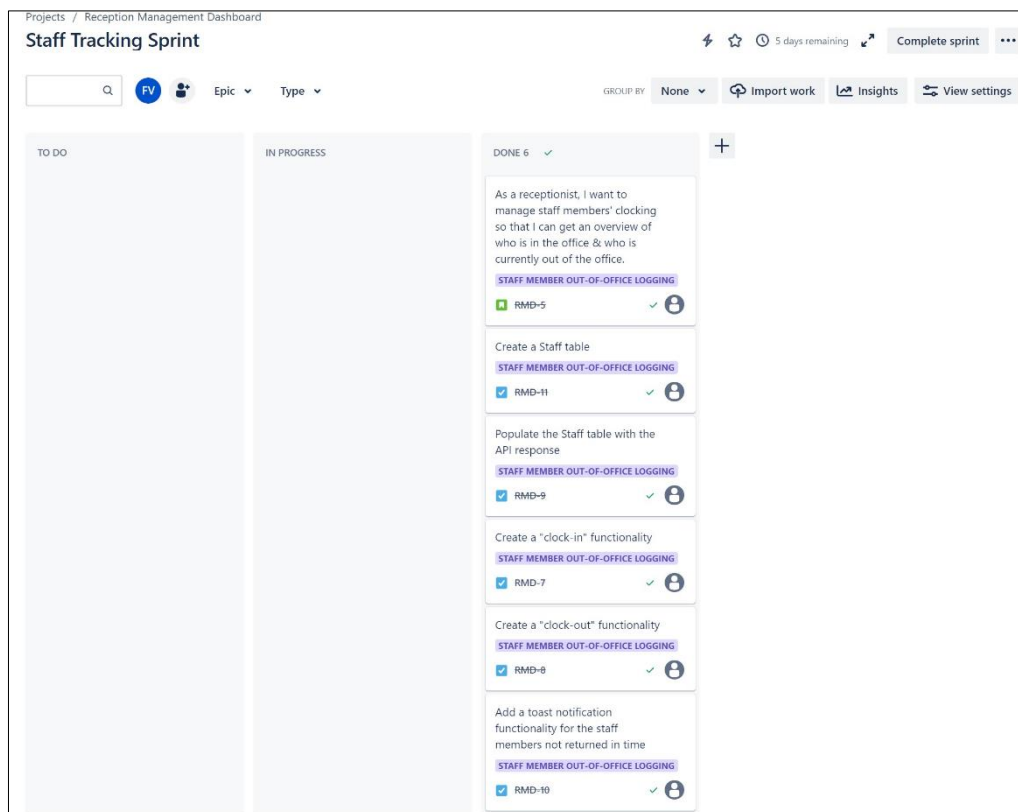 Projects / Reception Management Dashboard
Staff Tracking Sprint
5 days remaining
Complete sprint
FV
Epic
Type
GROUP BY
None
Import work
Insights
View settings
TO DO
IN PROGRESS
DONE 6
As a receptionist, I want to
manage staff members' clocking
so that I can get an overview of
who is in the office & who is
currently out of the office.
STAFF MEMBER OUT-OF-OFFICE LOGGING
RMD-5
Create a Staff table
STAFF MEMBER OUT-OF-OFFICE LOGGING
RMD-11
Populate the Staff table with the
API response
STAFF MEMBER OUT-OF-OFFICE LOGGING
RMD-9
Create a "clock-in" functionality
STAFF MEMBER OUT-OF-OFFICE LOGGING
RMD-7
Create a "clock-out" functionality
STAFF MEMBER OUT-OF-OFFICE LOGGING
RMD-8
Add a toast notification
functionality for the staff
members not returned in time
STAFF MEMBER OUT-OF-OFFICE LOGGING
RMD-10